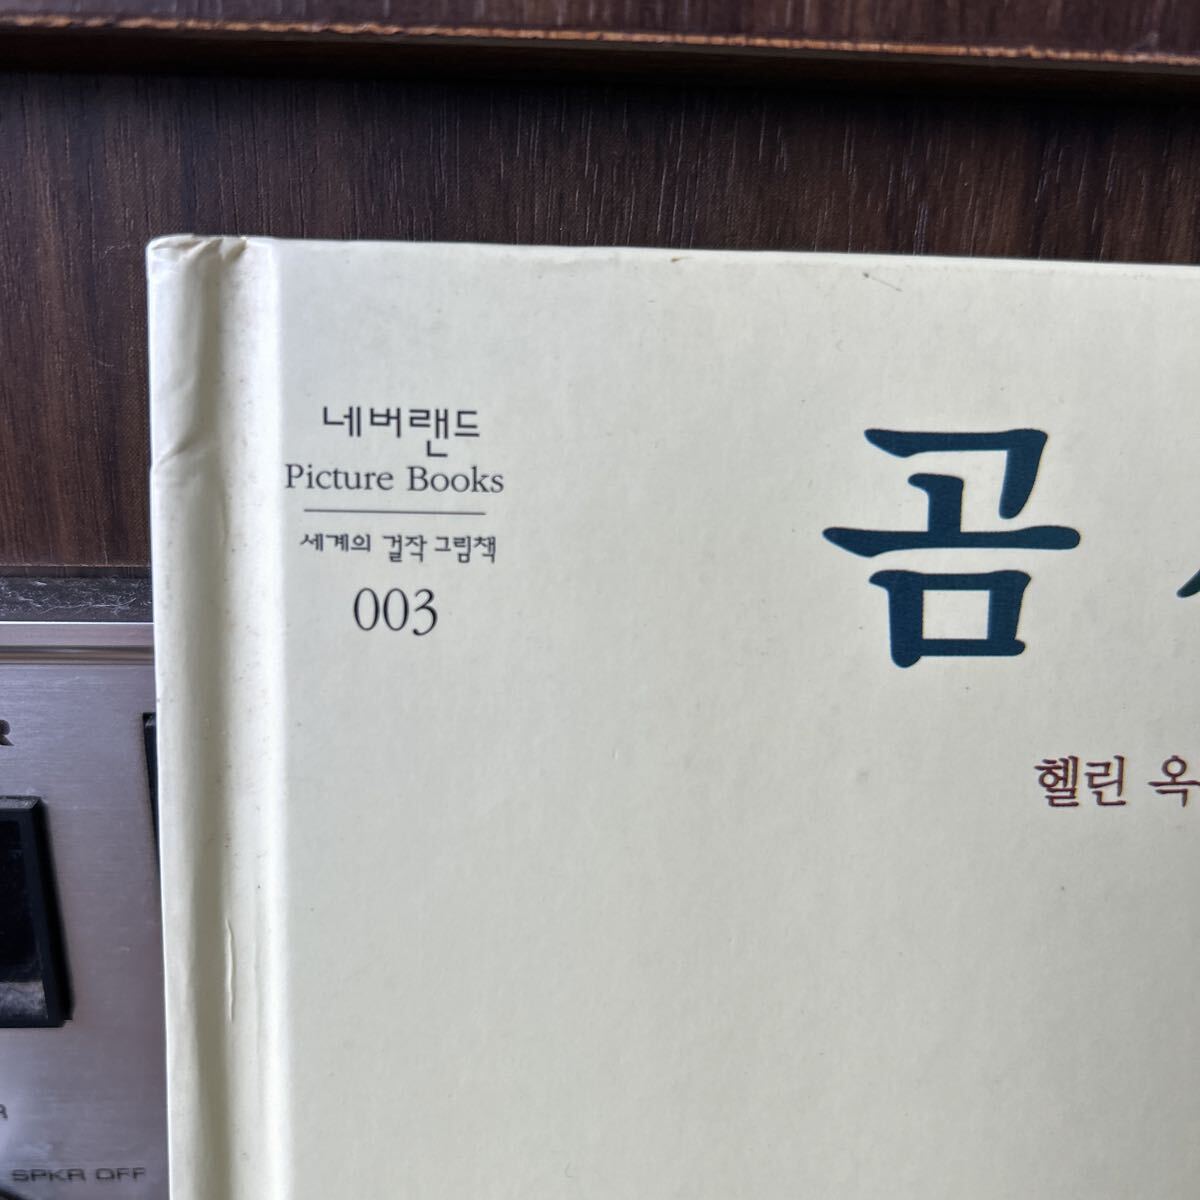 네버랜드
Picture Books
세계의 걸작 그림책
003
곰
헬린 옥
SPKR OFF